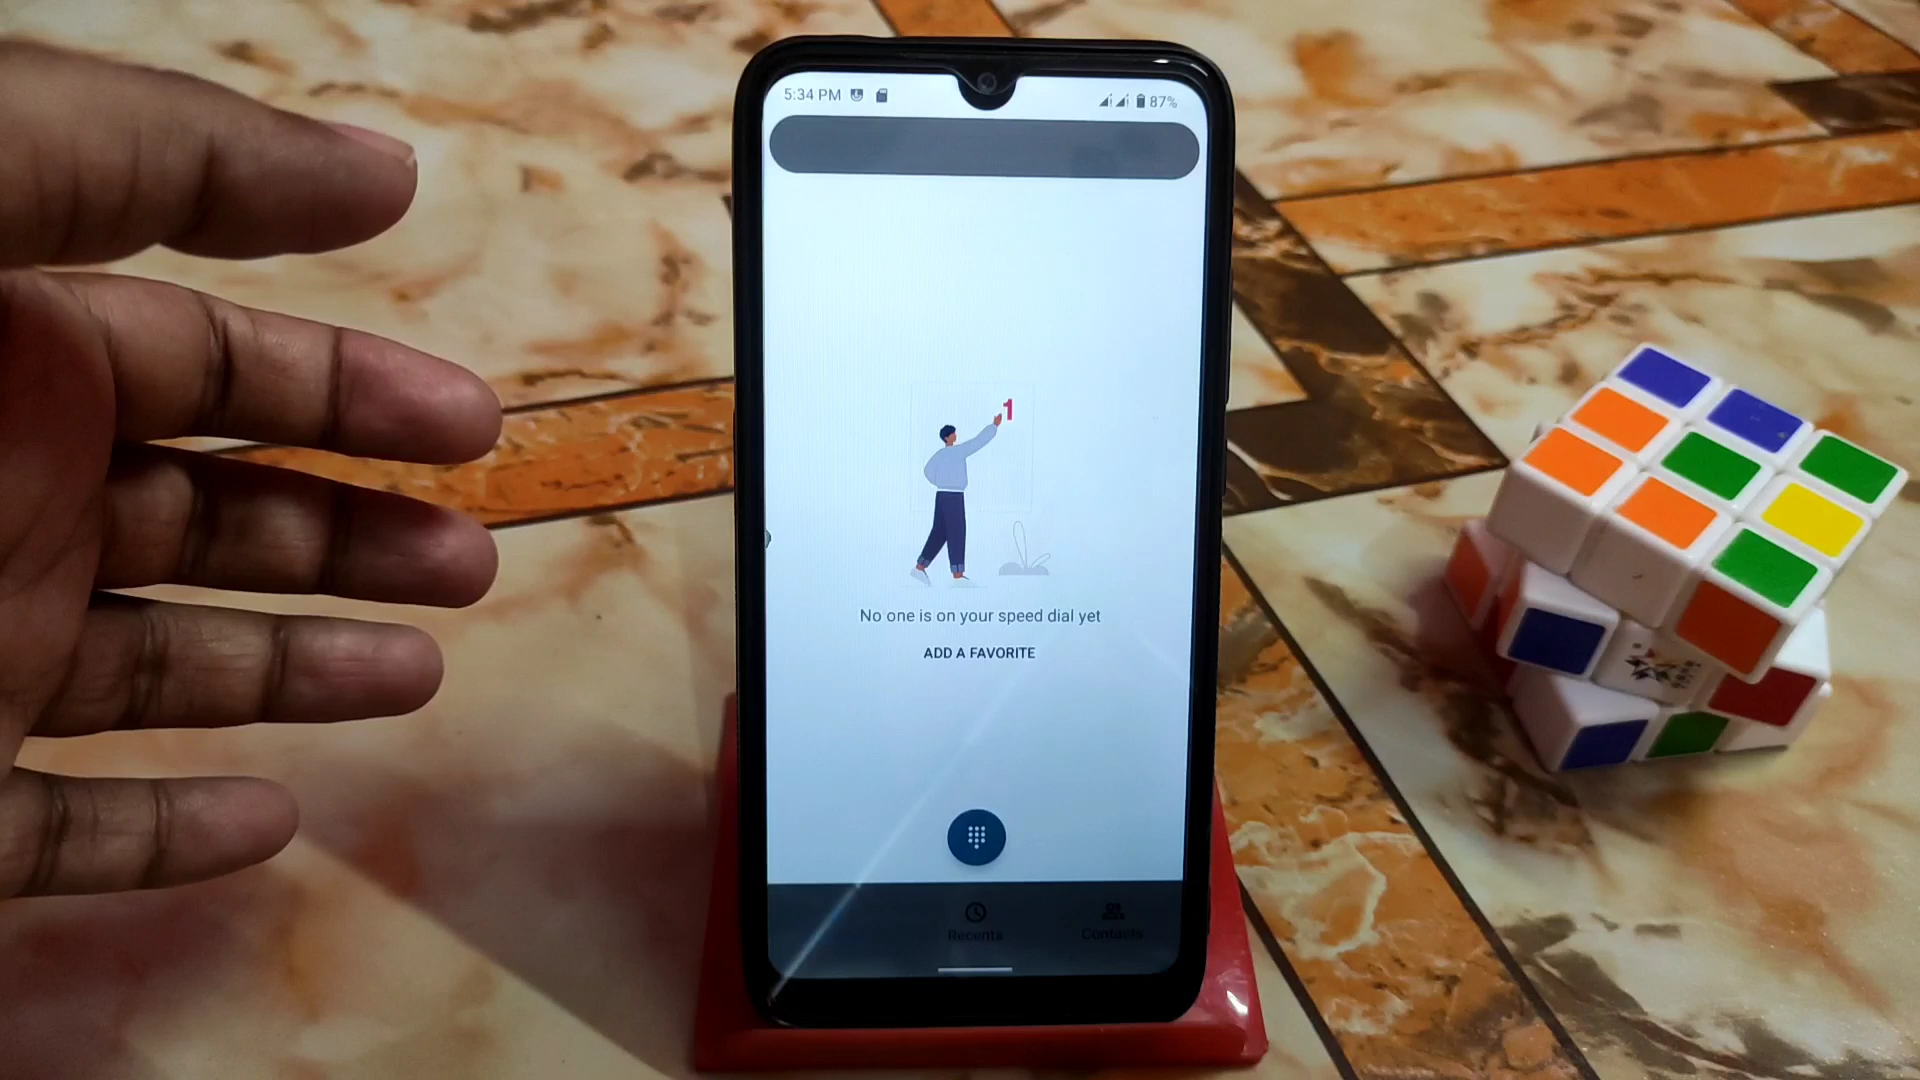 5:34 PM 87%
1
No one is on your speed dial yet
ADD A FAVORITE
Recents Contacts